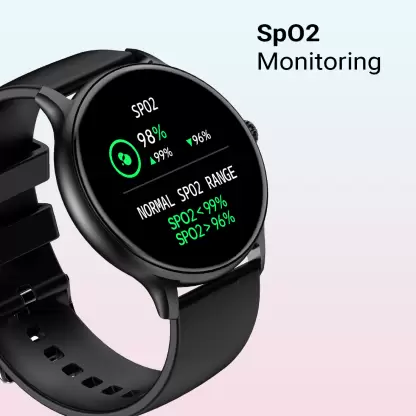 SpO2
Monitoring
SPO2
98%
▲99% ▼96%
NORMAL SPO2 RANGE
SPO2<99%
SPO2>96%